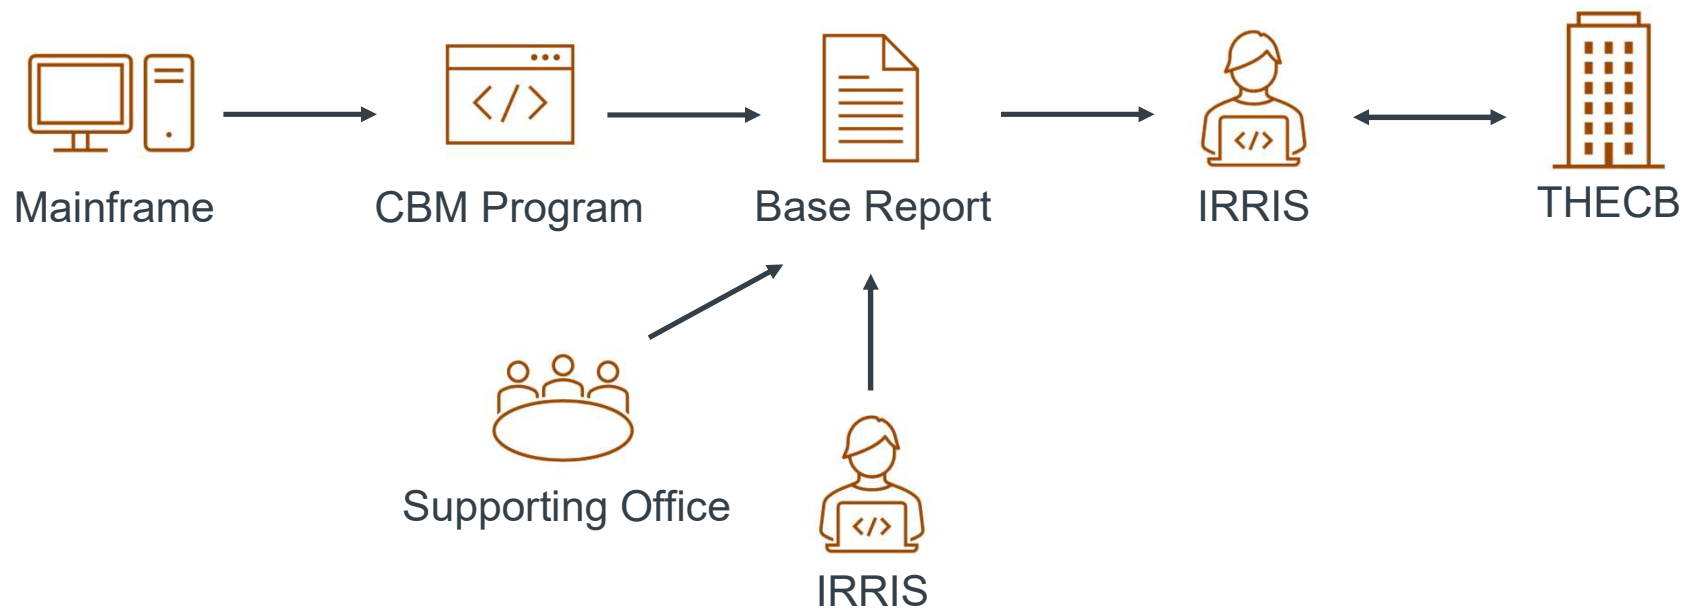 Mainframe
CBM Program
Base Report
IRRIS
THECB
Supporting Office
IRRIS